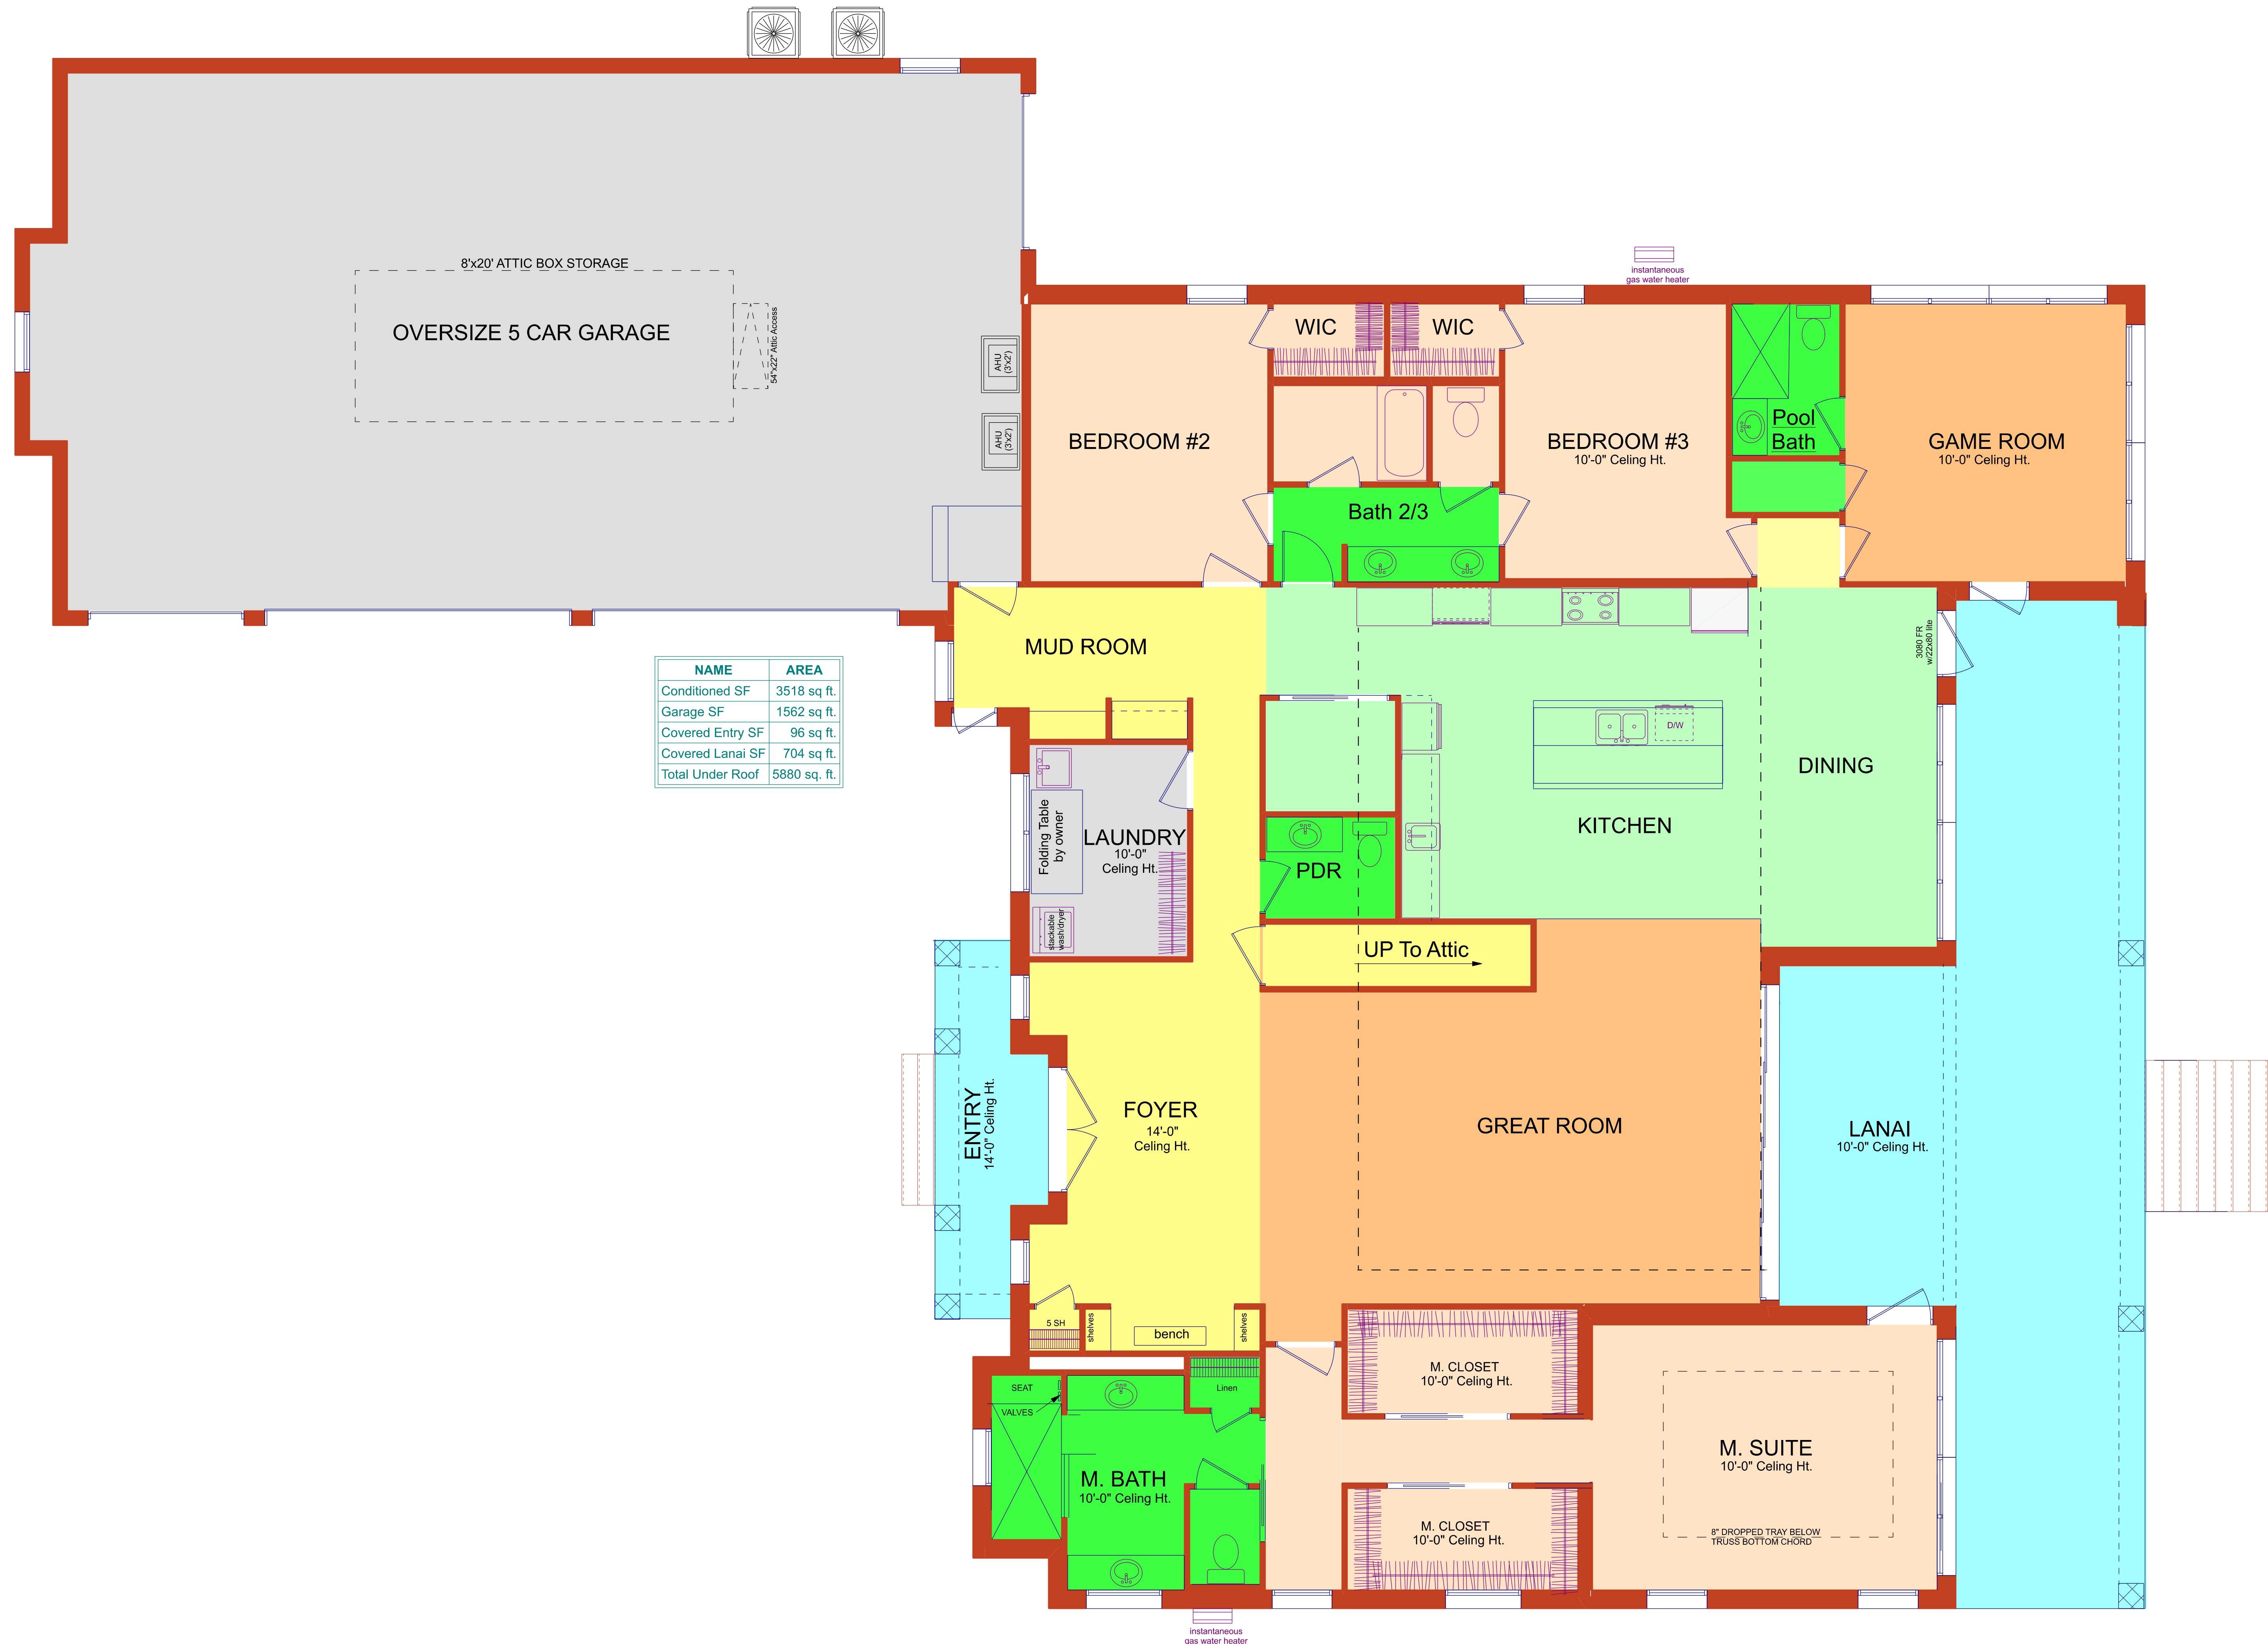 8'x20' ATTIC BOX STORAGE
OVERSIZE 5 CAR GARAGE
54"x22" Attic Access
AHU
(3'x2')
AHU
(3'x2')
instantaneous
gas water heater
WIC
WIC
BEDROOM #2
BEDROOM #3
10'-0" Celing Ht.
Pool
Bath
GAME ROOM
10'-0" Celing Ht.
Bath 2/3
MUD ROOM
3080 FR
w/22x80 lite
NAME AREA
Conditioned SF 3518 sq ft.
Garage SF 1562 sq ft.
Covered Entry SF 96 sq ft.
Covered Lanai SF 704 sq ft.
Total Under Roof 5880 sq. ft.
D/W
DINING
KITCHEN
Folding Table
by owner
LAUNDRY
10'-0"
Celing Ht.
stackable
wash/dryer
PDR
UP To Attic
ENTRY
14'-0" Celing Ht.
FOYER
14'-0"
Celing Ht.
GREAT ROOM
LANAI
10'-0" Celing Ht.
5 SH
shelves
bench
shelves
SEAT
VALVES
Linen
M. CLOSET
10'-0" Celing Ht.
M. BATH
10'-0" Celing Ht.
M. SUITE
10'-0" Celing Ht.
M. CLOSET
10'-0" Celing Ht.
8" DROPPED TRAY BELOW
TRUSS BOTTOM CHORD
instantaneous
gas water heater